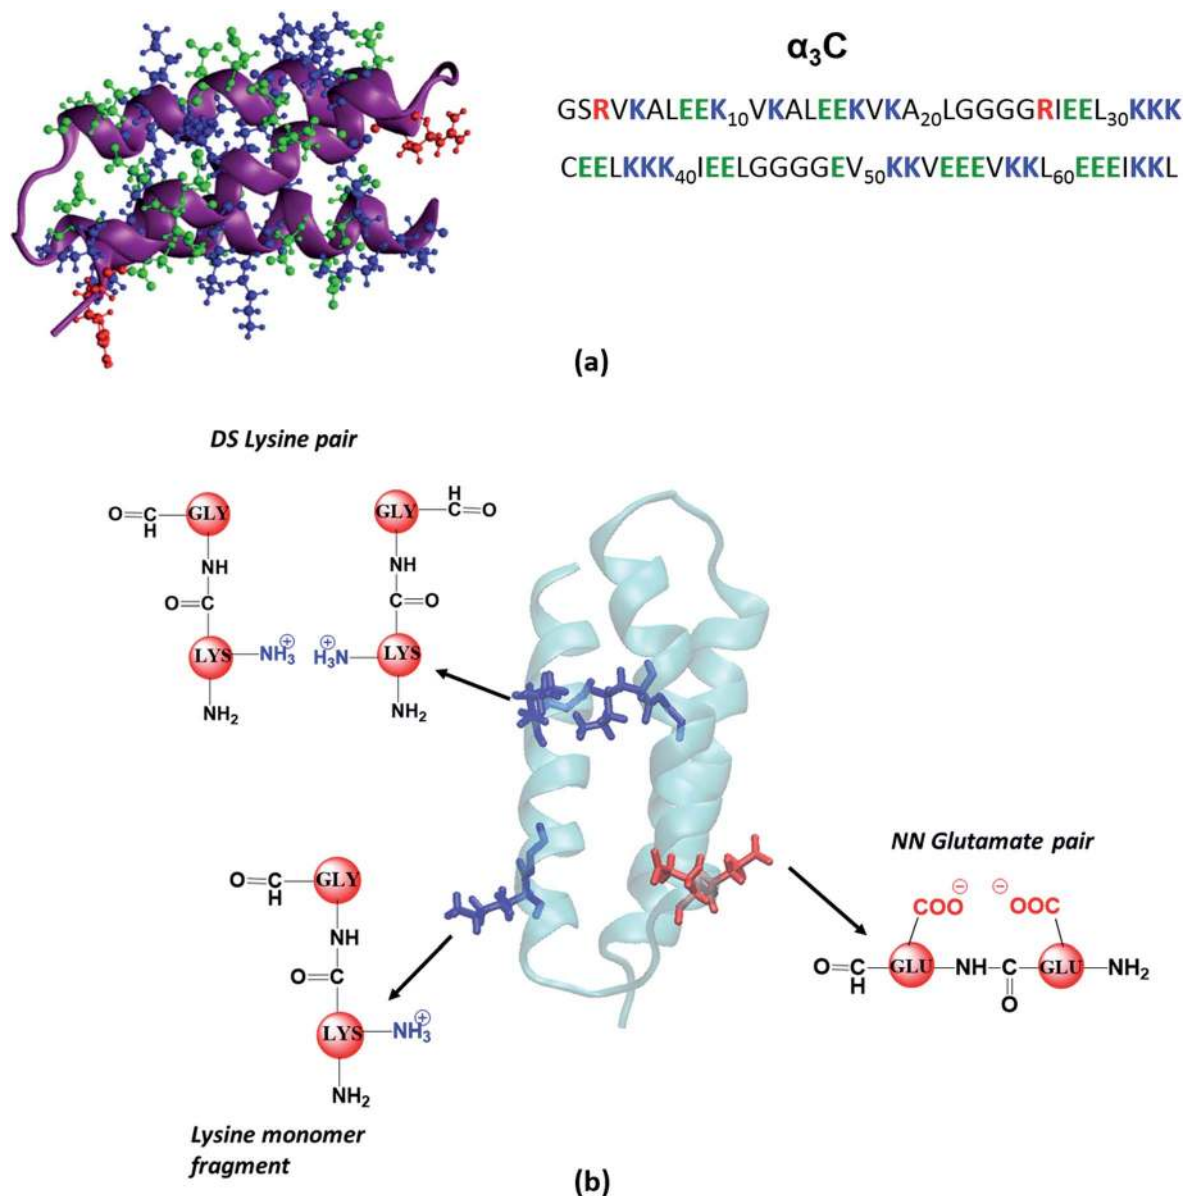 α₃C
GSRVKALEEK₁₀VKALEEKVKA₂₀LGGGGRIEEL₃₀KKK
CEELKKK₄₀IEELGGGGEV₅₀KKVEEEVKKL₆₀EEEIKKL
(a)
DS Lysine pair
O=C H GLY
GLY H C=O
NH
NH
O=C
C=O
LYS NH₃ ⊕
⊕ H₃N LYS
NH₂
NH₂
O=C H GLY
NH
O=C
LYS NH₃ ⊕
NH₂
Lysine monomer
fragment
NN Glutamate pair
COO ⊖
⊖ OOC
O=C H GLU NH C GLU NH₂
O
(b)